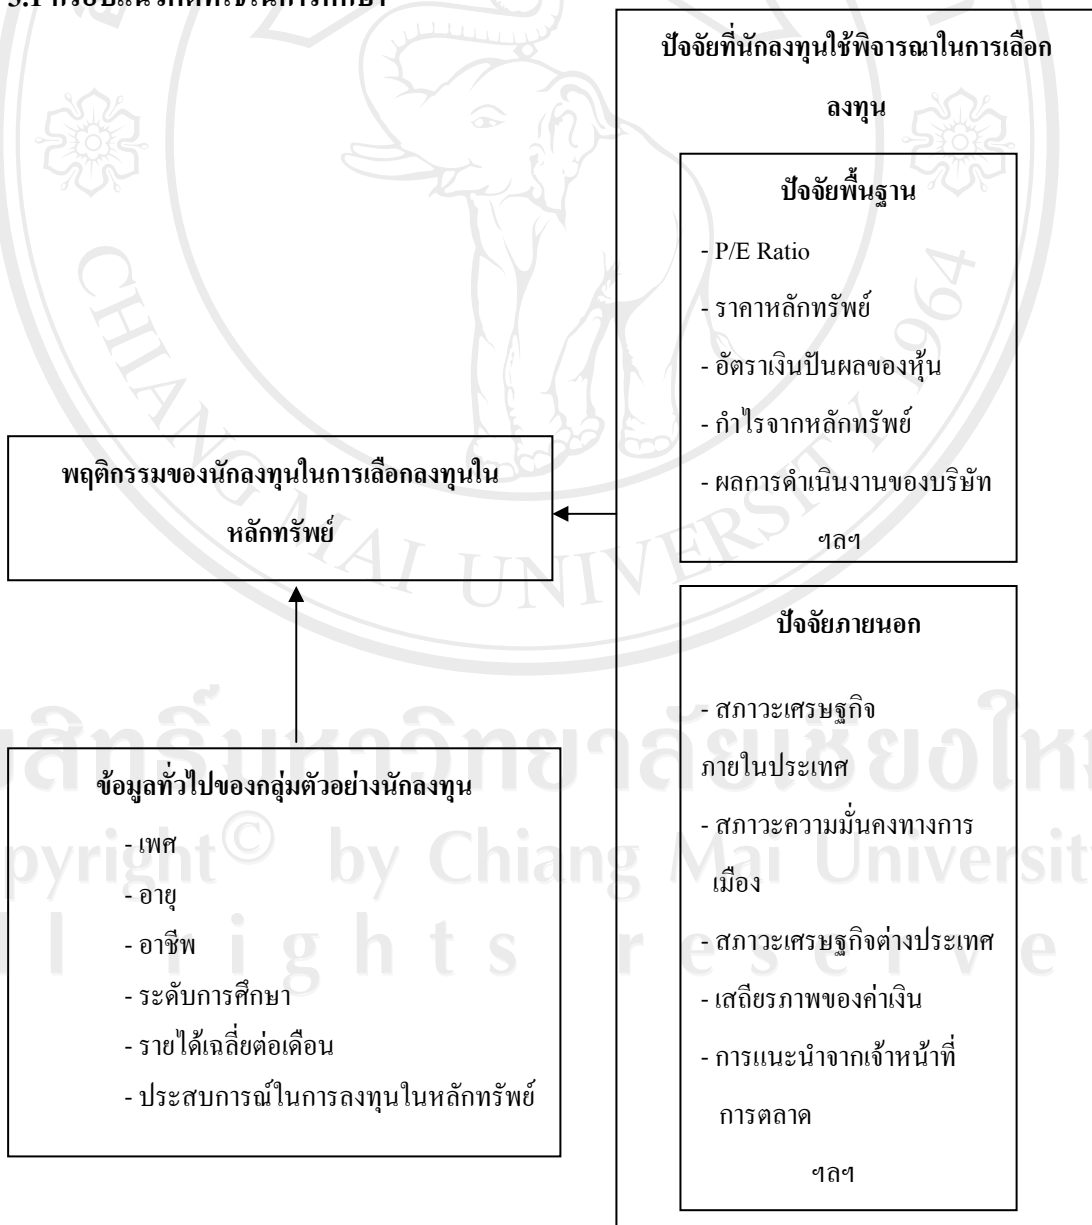 3.1 กรอบแนวคิดที่ใช้ในการศึกษา
ปัจจัยที่นักลงทุนใช้พิจารณาในการเลือก
ลงทุน
ปัจจัยพื้นฐาน
- P/E Ratio
- ราคาหลักทรัพย์
- อัตราเงินปันผลของหุ้น
- กำไรจากหลักทรัพย์
- ผลการดำเนินงานของบริษัท
ฯลฯ
พฤติกรรมของนักลงทุนในการเลือกลงทุนใน
หลักทรัพย์
ปัจจัยภายนอก
- สภาวะเศรษฐกิจ
ภายในประเทศ
- สภาวะความมั่นคงทางการ
เมือง
- สภาวะเศรษฐกิจต่างประเทศ
- เสถียรภาพของค่าเงิน
- การแนะนำจากเจ้าหน้าที่
การตลาด
ฯลฯ
ข้อมูลทั่วไปของกลุ่มตัวอย่างนักลงทุน
- เพศ
- อายุ
- อาชีพ
- ระดับการศึกษา
- รายได้เฉลี่ยต่อเดือน
- ประสบการณ์ในการลงทุนในหลักทรัพย์
CHIANG MAI UNIVERSITY 1964
สิทธิ์มหาวิทยาลัยเชียงใหม่
pyright© by Chiang Mai Universit
l rights reserve